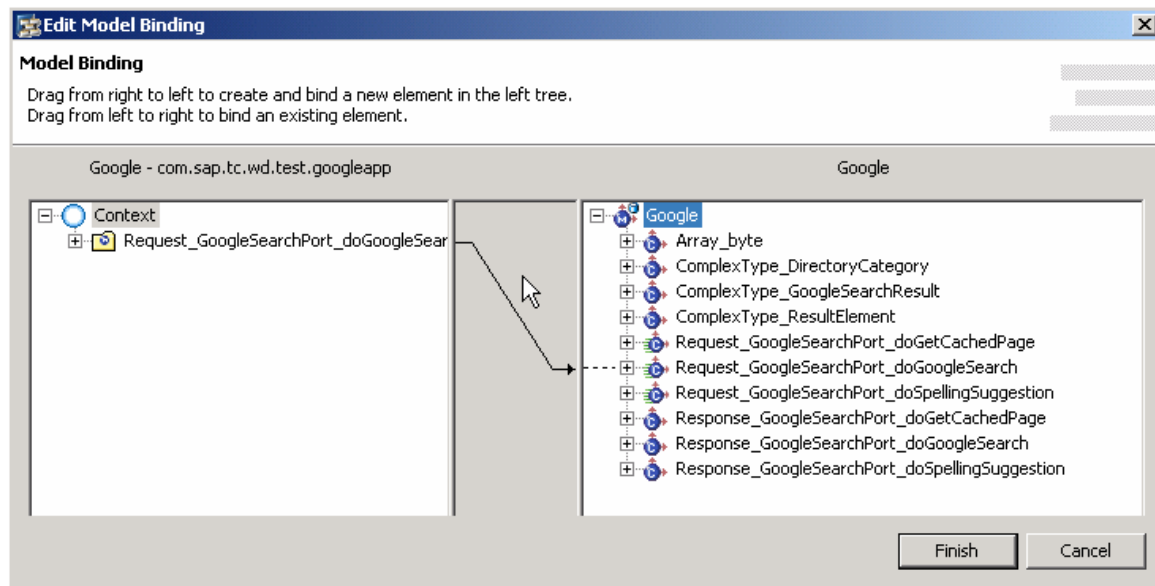 Edit Model Binding
Model Binding
Drag from right to left to create and bind a new element in the left tree.
Drag from left to right to bind an existing element.
Google - com.sap.tc.wd.test.googleapp
Google
Context
Request_GoogleSearchPort_doGoogleSear
Google
Array_byte
ComplexType_DirectoryCategory
ComplexType_GoogleSearchResult
ComplexType_ResultElement
Request_GoogleSearchPort_doGetCachedPage
Request_GoogleSearchPort_doGoogleSearch
Request_GoogleSearchPort_doSpellingSuggestion
Response_GoogleSearchPort_doGetCachedPage
Response_GoogleSearchPort_doGoogleSearch
Response_GoogleSearchPort_doSpellingSuggestion
Finish
Cancel